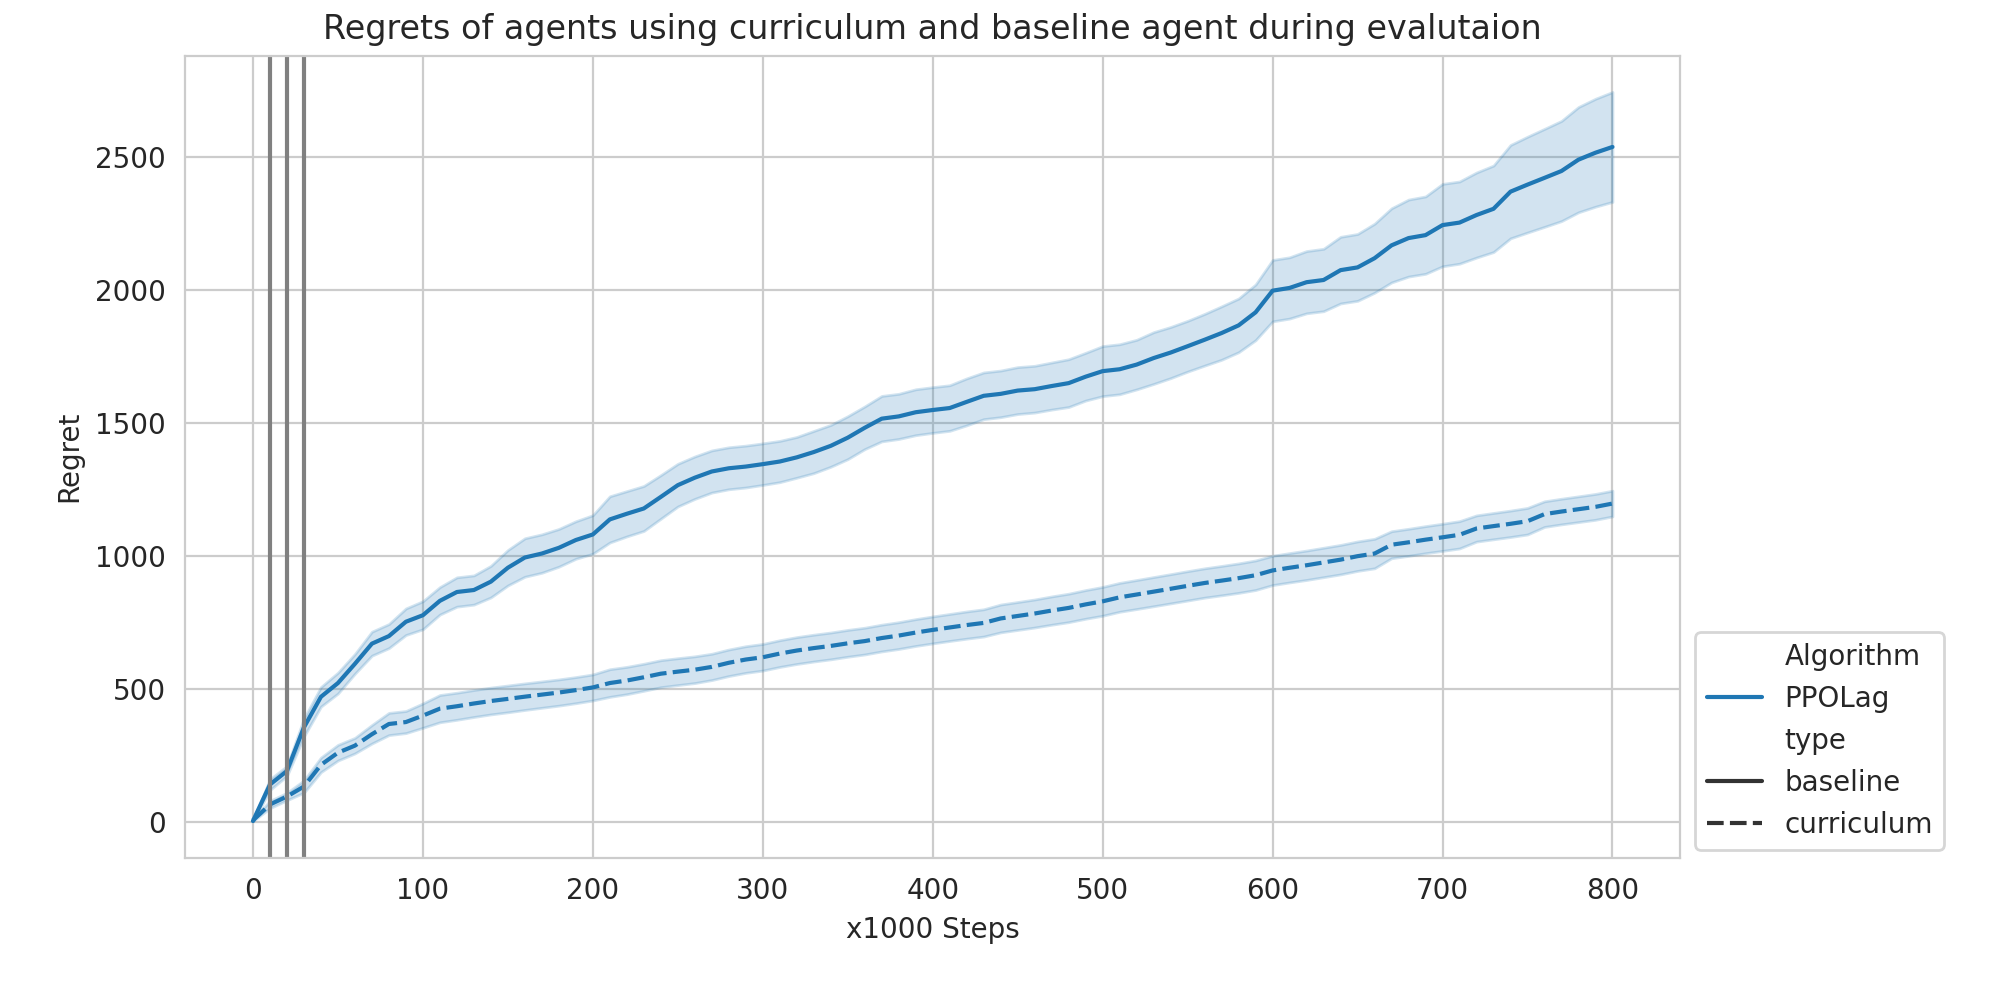 Regrets of agents using curriculum and baseline agent during evalutaion
2500
2000
1500
1000
500
0
Regret
0 100 200 300 400 500 600 700 800
x1000 Steps
Algorithm
PPOLag
type
baseline
curriculum